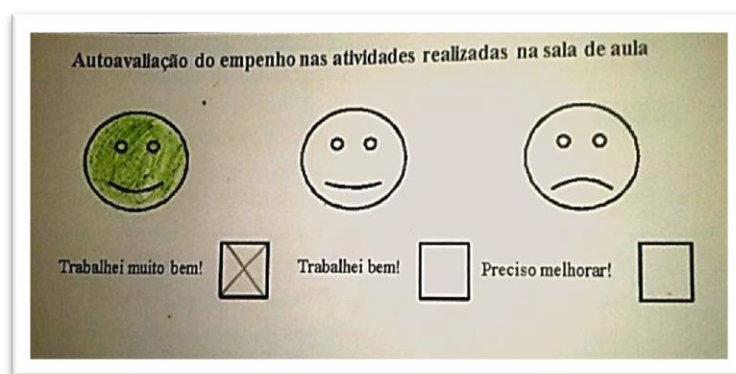 Autoavaliação do empenho nas atividades realizadas na sala de aula
Trabalhei muito bem!
Trabalhei bem!
Preciso melhorar!